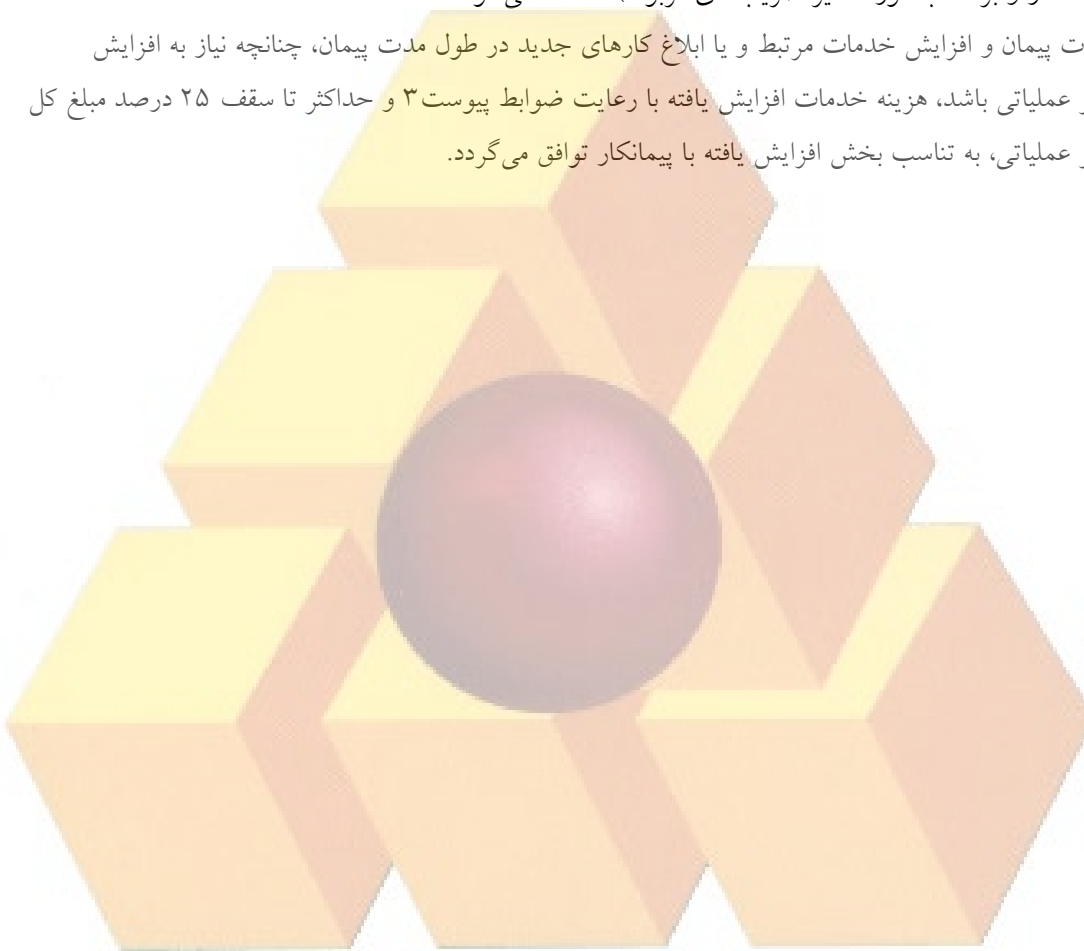 ت پیمان و افزایش خدمات مرتبط و یا ابلاغ کارهای جدید در طول مدت پیمان، چنانچه نیاز به افزایش
عملیاتی باشد، هزینه خدمات افزایش یافته با رعایت ضوابط پیوست۳ و حداکثر تا سقف ۲۵ درصد مبلغ کل
عملیاتی، به تناسب بخش افزایش یافته با پیمانکار توافق می‌گردد.